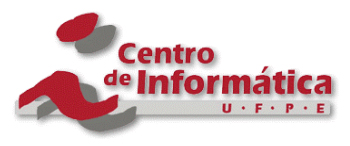 Centro
de Informática
U · F · P · E